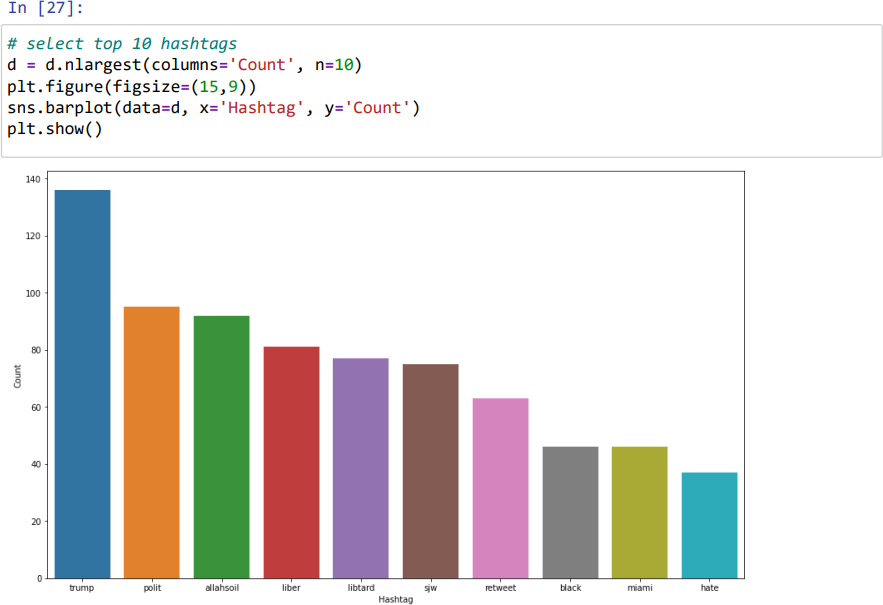 In [27]:
# select top 10 hashtags
d = d.nlargest(columns='Count', n=10)
plt.figure(figsize=(15,9))
sns.barplot(data=d, x='Hashtag', y='Count')
plt.show()
140
120
100
80
60
40
20
0
Count
trump polit allahsoil liber libtard sjw retweet black miami hate
Hashtag